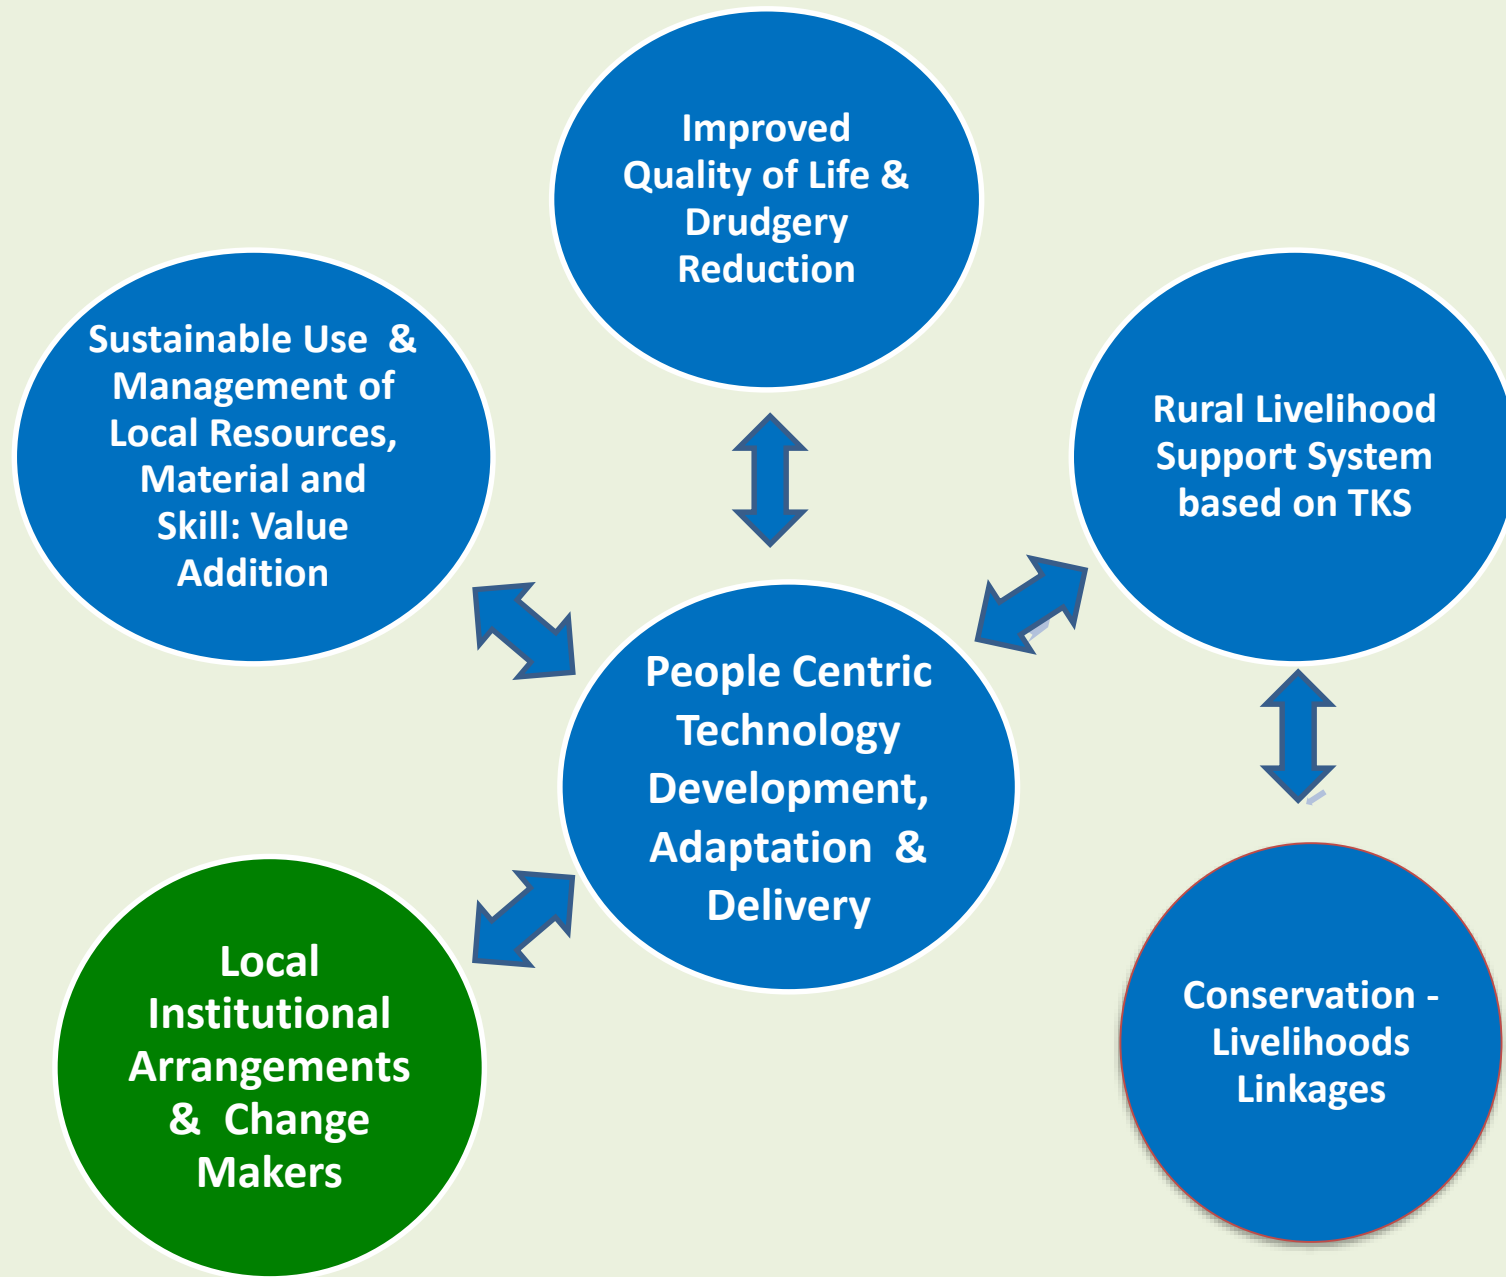 Improved
Quality of Life &
Drudgery
Reduction
Sustainable Use & 
Management of
Local Resources,
Material and
Skill: Value
Addition
Rural Livelihood
Support System
based on TKS
People Centric
Technology
Development,
Adaptation &
Delivery
Local
Institutional
Arrangements
& Change
Makers
Conservation -
Livelihoods
Linkages